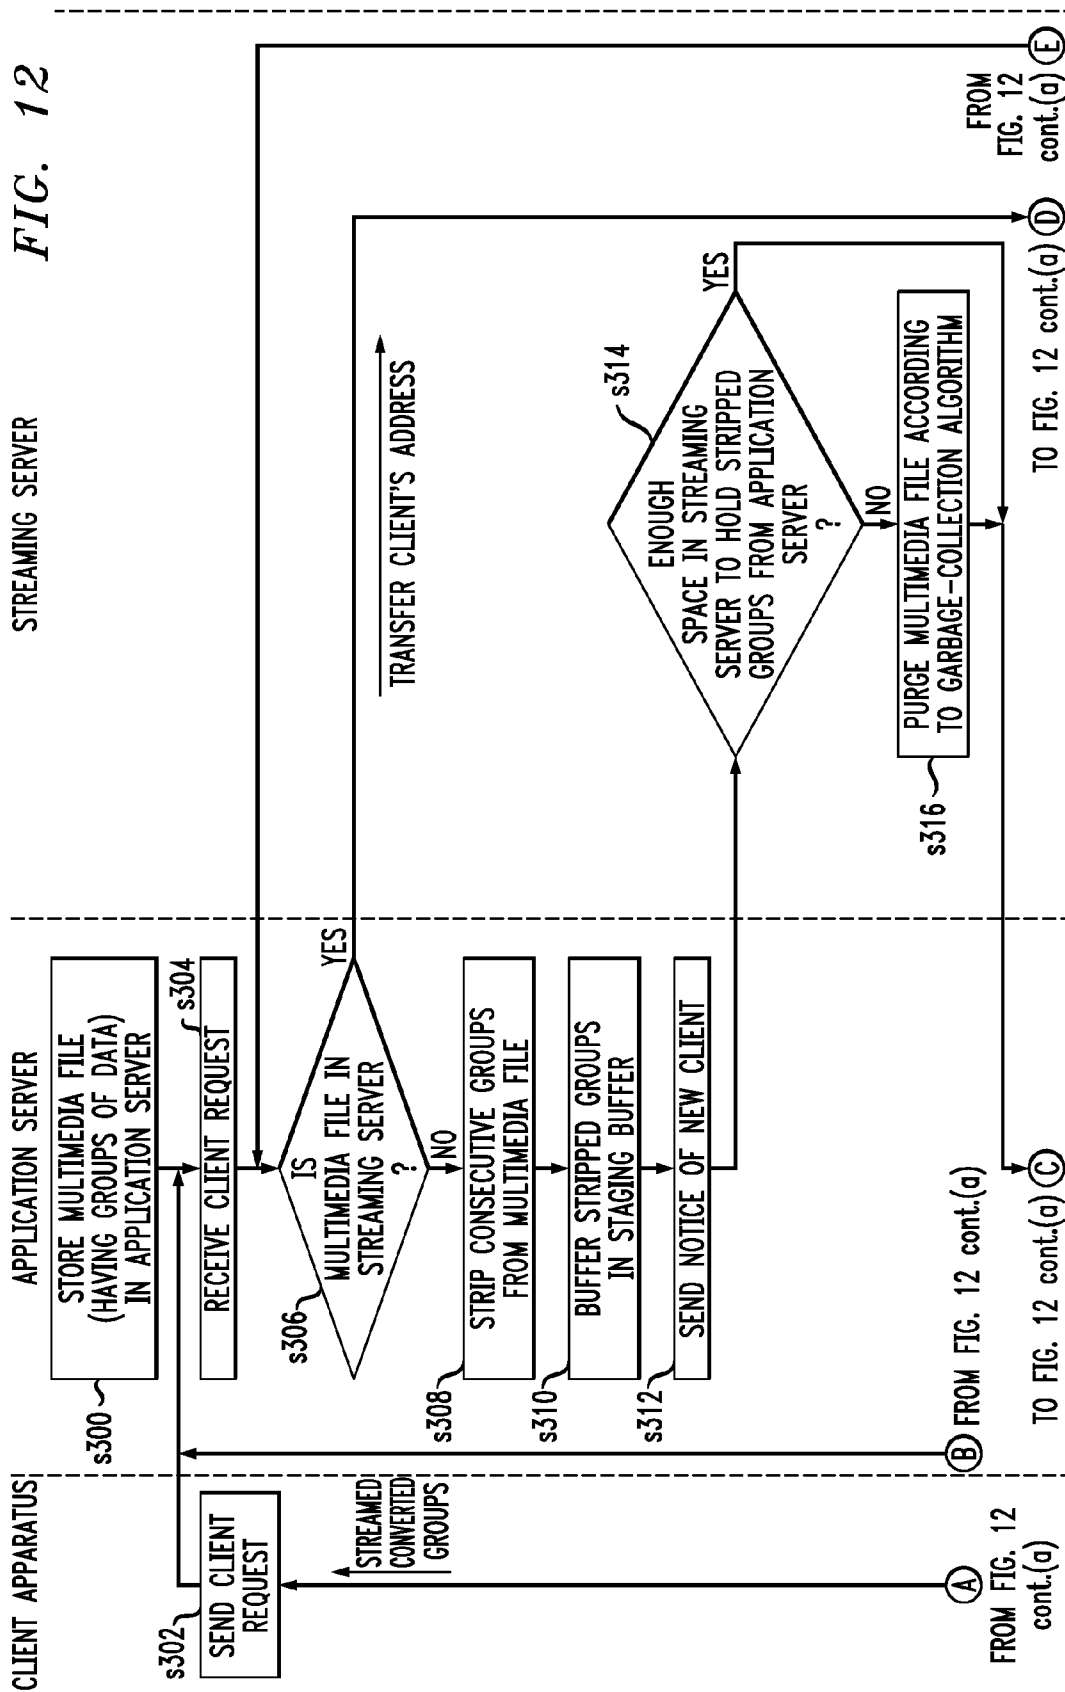 FIG. 12
CLIENT APPARATUS
APPLICATION SERVER
STREAMING SERVER
s300
STORE MULTIMEDIA FILE
(HAVING GROUPS OF DATA)
IN APPLICATION SERVER
s302
SEND CLIENT
REQUEST
s304
RECEIVE CLIENT REQUEST
s306
IS
MULTIMEDIA FILE IN
STREAMING SERVER
?
YES
NO
TRANSFER CLIENT'S ADDRESS
STREAMED
CONVERTED
GROUPS
s308
STRIP CONSECUTIVE GROUPS
FROM MULTIMEDIA FILE
s310
BUFFER STRIPPED GROUPS
IN STAGING BUFFER
s312
SEND NOTICE OF NEW CLIENT
s314
ENOUGH
SPACE IN STREAMING
SERVER TO HOLD STRIPPED
GROUPS FROM APPLICATION
SERVER
?
YES
NO
s316
PURGE MULTIMEDIA FILE ACCORDING
TO GARBAGE-COLLECTION ALGORITHM
A
FROM FIG. 12
cont.(a)
B FROM FIG. 12 cont.(a)
TO FIG. 12 cont.(a) C
TO FIG. 12 cont.(a) D
FROM
FIG. 12
cont.(a) E